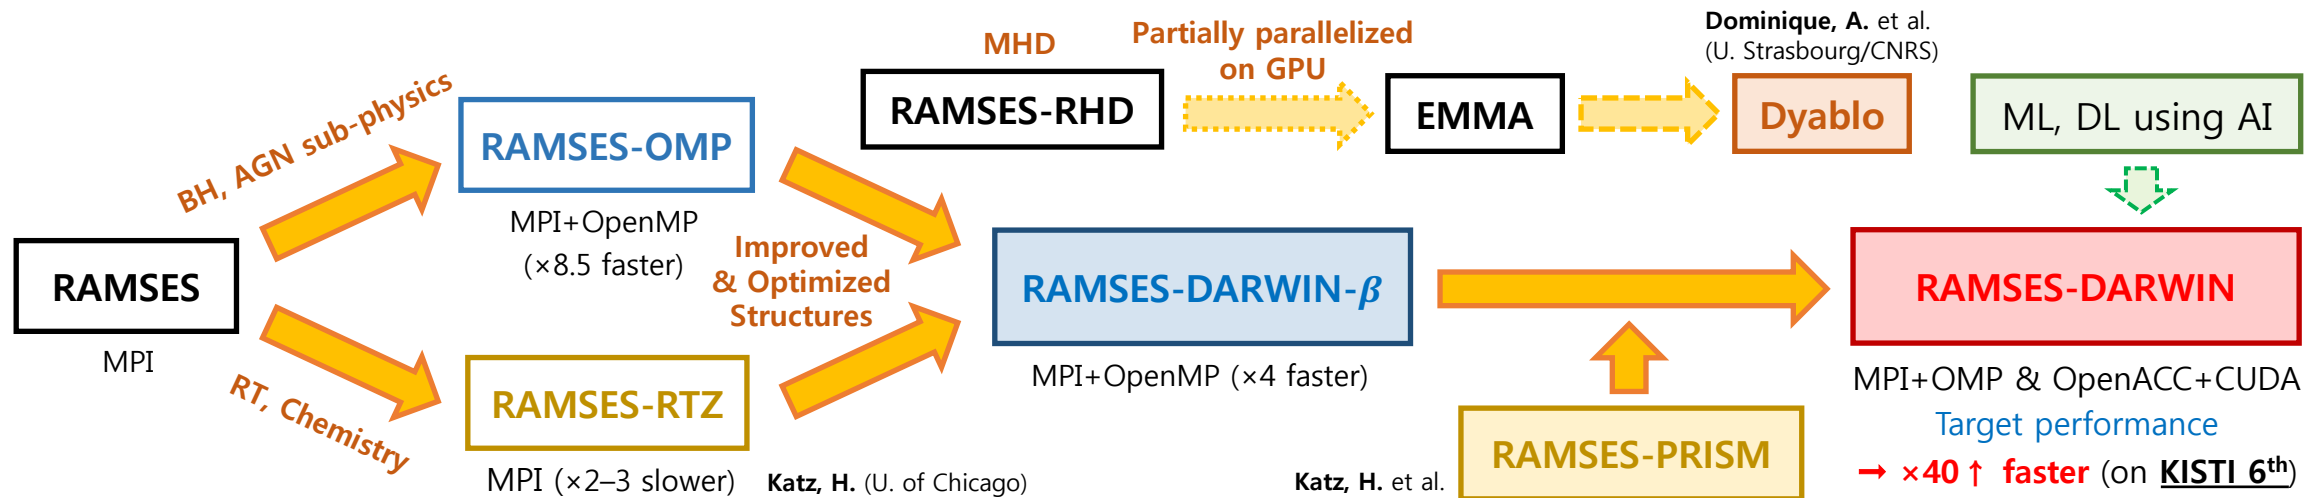 RAMSES
MPI
BH, AGN sub-physics
RT, Chemistry
RAMSES-OMP
MPI+OpenMP
(×8.5 faster)
RAMSES-RTZ
MPI (×2–3 slower)
Katz, H. (U. of Chicago)
Improved
& Optimized
Structures
MHD
RAMSES-RHD
Partially parallelized
on GPU
EMMA
Dominique, A. et al.
(U. Strasbourg/CNRS)
Dyablo
ML, DL using AI
RAMSES-DARWIN-β
MPI+OpenMP (×4 faster)
Katz, H. et al.
RAMSES-PRISM
RAMSES-DARWIN
MPI+OMP & OpenACC+CUDA
Target performance
→ ×40↑ faster (on KISTI 6th)